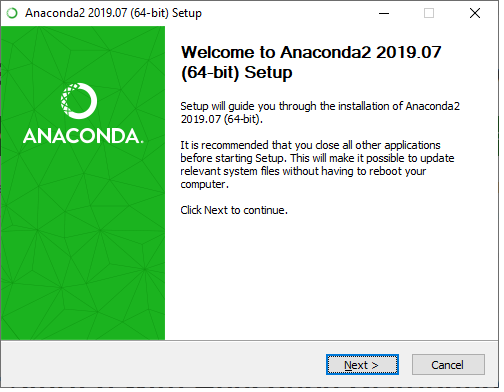 Anaconda2 2019.07 (64-bit) Setup
Welcome to Anaconda2 2019.07
(64-bit) Setup
Setup will guide you through the installation of Anaconda2
2019.07 (64-bit).
It is recommended that you close all other applications
before starting Setup. This will make it possible to update
relevant system files without having to reboot your
computer.
Click Next to continue.
ANACONDA.
Next >
Cancel